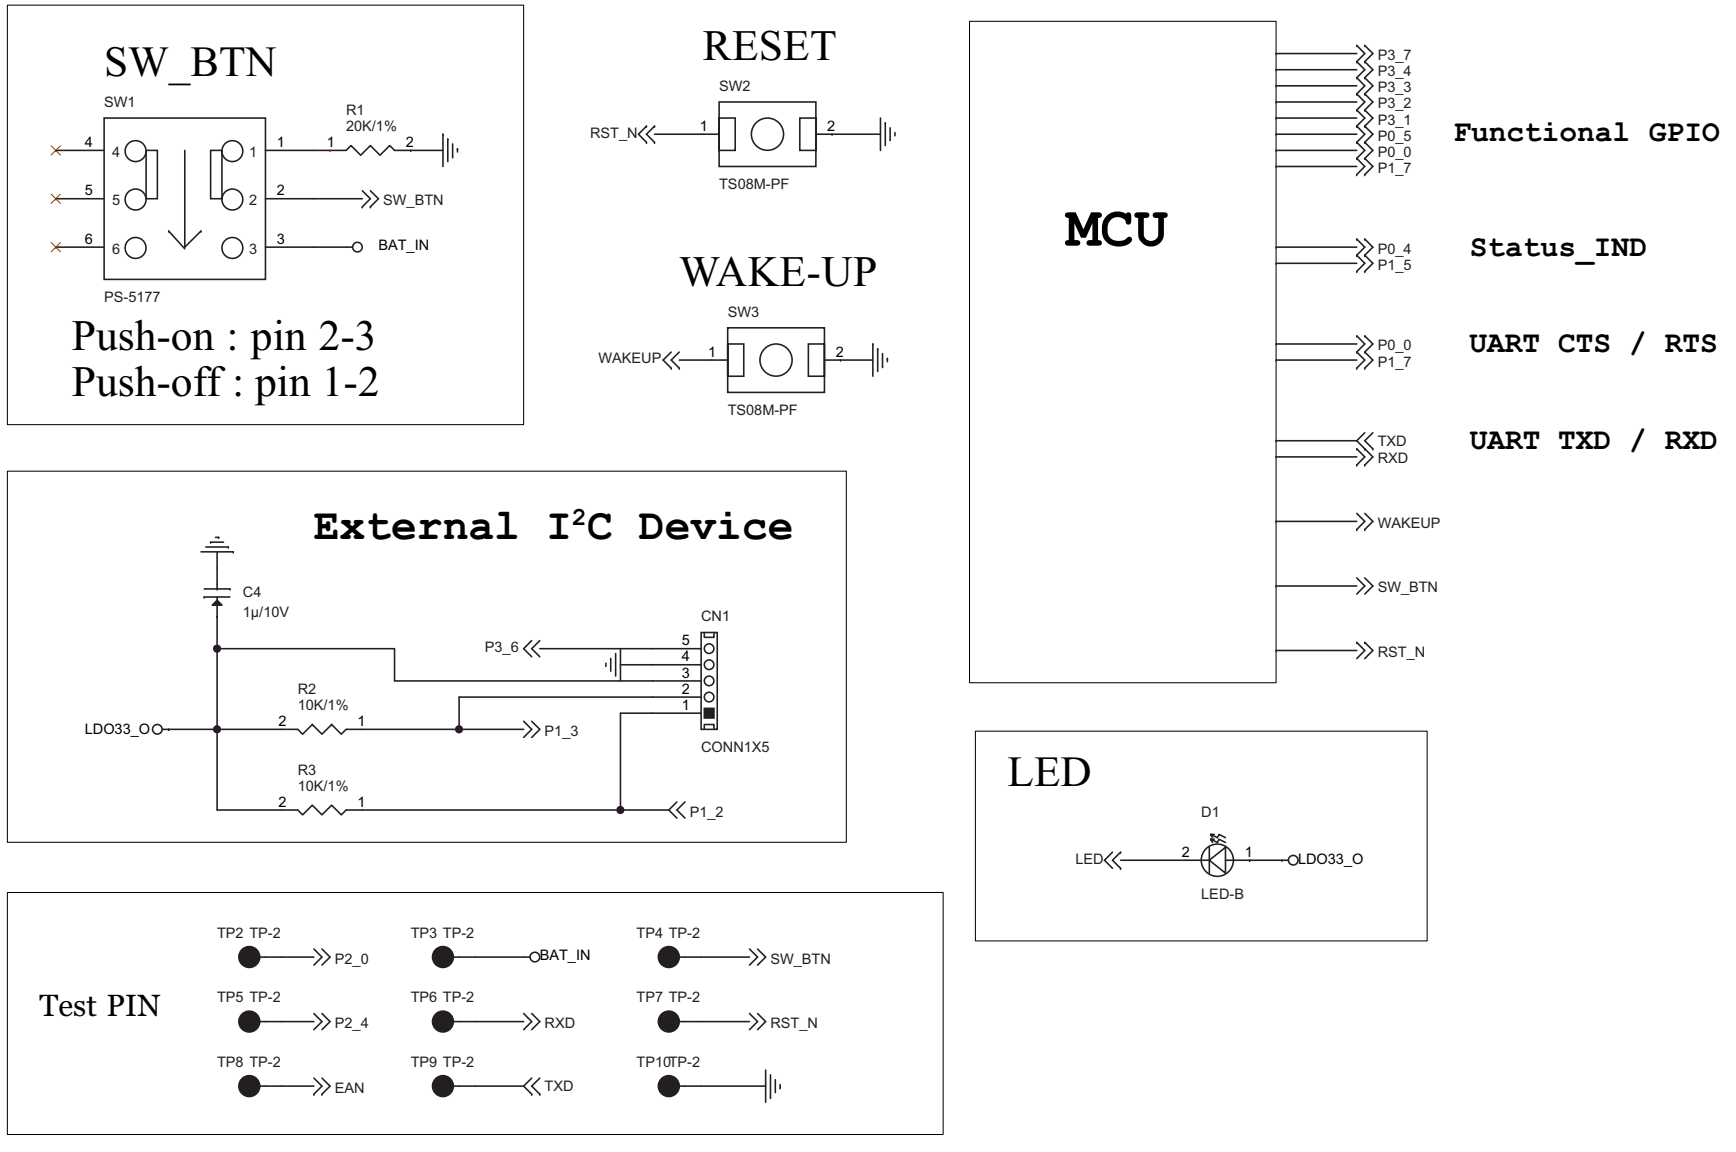 SW_BTN
SW1
R1
20K/1%
4 4 1 1 1 2
5 5 2 2 SW_BTN
6 6 3 3 BAT_IN
PS-5177
Push-on : pin 2-3
Push-off : pin 1-2
RESET
SW2
RST_N 1 2
TS08M-PF
WAKE-UP
SW3
WAKEUP 1 2
TS08M-PF
MCU
P3_7
P3_4
P3_3
P3_2
P3_1
P0_5
P0_0
P1_7
Functional GPIO
P0_4
P1_5
Status_IND
P0_0
P1_7
UART CTS / RTS
TXD
RXD
UART TXD / RXD
WAKEUP
SW_BTN
RST_N
External I²C Device
C4
1µ/10V
CN1
P3_6 5
4
3
2
1
CONN1X5
R2
10K/1%
LDO33_O 2 1 P1_3
R3
10K/1%
2 1 P1_2
LED
D1
LED 2 1 LDO33_O
LED-B
Test PIN
TP2 TP-2 TP3 TP-2 TP4 TP-2
P2_0 BAT_IN SW_BTN
TP5 TP-2 TP6 TP-2 TP7 TP-2
P2_4 RXD RST_N
TP8 TP-2 TP9 TP-2 TP10TP-2
EAN TXD